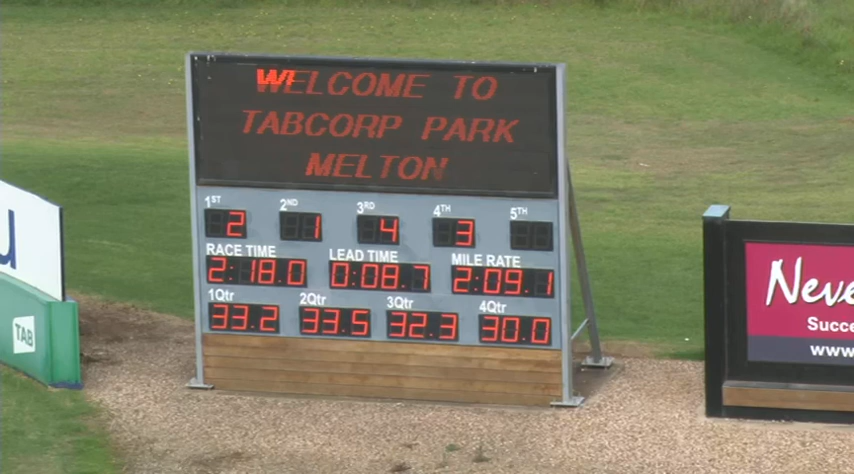 WELCOME TO
TABCORP PARK
MELTON
1ST 2ND 3RD 4TH 5TH
2 1 4 3
RACE TIME LEAD TIME MILE RATE
2:18.0 0:08.7 2:09.1
1Qtr 2Qtr 3Qtr 4Qtr
33.2 33.5 32.3 30.0
TAB
www